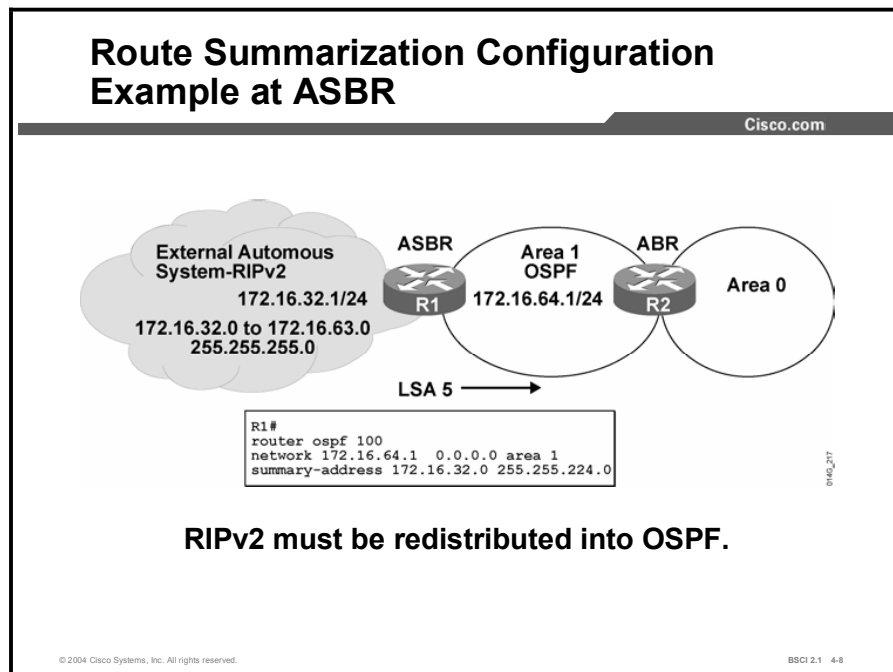 Route Summarization Configuration
Example at ASBR
Cisco.com
External Automous
System-RIPv2
172.16.32.1/24
172.16.32.0 to 172.16.63.0
255.255.255.0
ASBR
R1
Area 1
OSPF
172.16.64.1/24
ABR
R2
Area 0
LSA 5
R1#
router ospf 100
network 172.16.64.1  0.0.0.0 area 1
summary-address 172.16.32.0 255.255.224.0
014G_217
RIPv2 must be redistributed into OSPF.
© 2004 Cisco Systems, Inc. All rights reserved.
BSCI 2.1   4-8